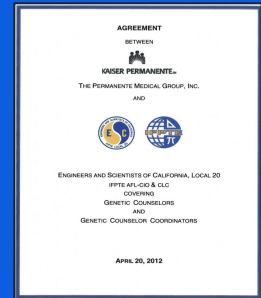 AGREEMENT
BETWEEN
KAISER PERMANENTE
THE PERMANENTE MEDICAL GROUP, INC.
AND
E C
IFPTE
ENGINEERS AND SCIENTISTS OF CALIFORNIA, LOCAL 20
IFPTE AFL-CIO & CLC
COVERING
GENETIC COUNSELORS
AND
GENETIC COUNSELOR COORDINATORS
APRIL 20, 2012